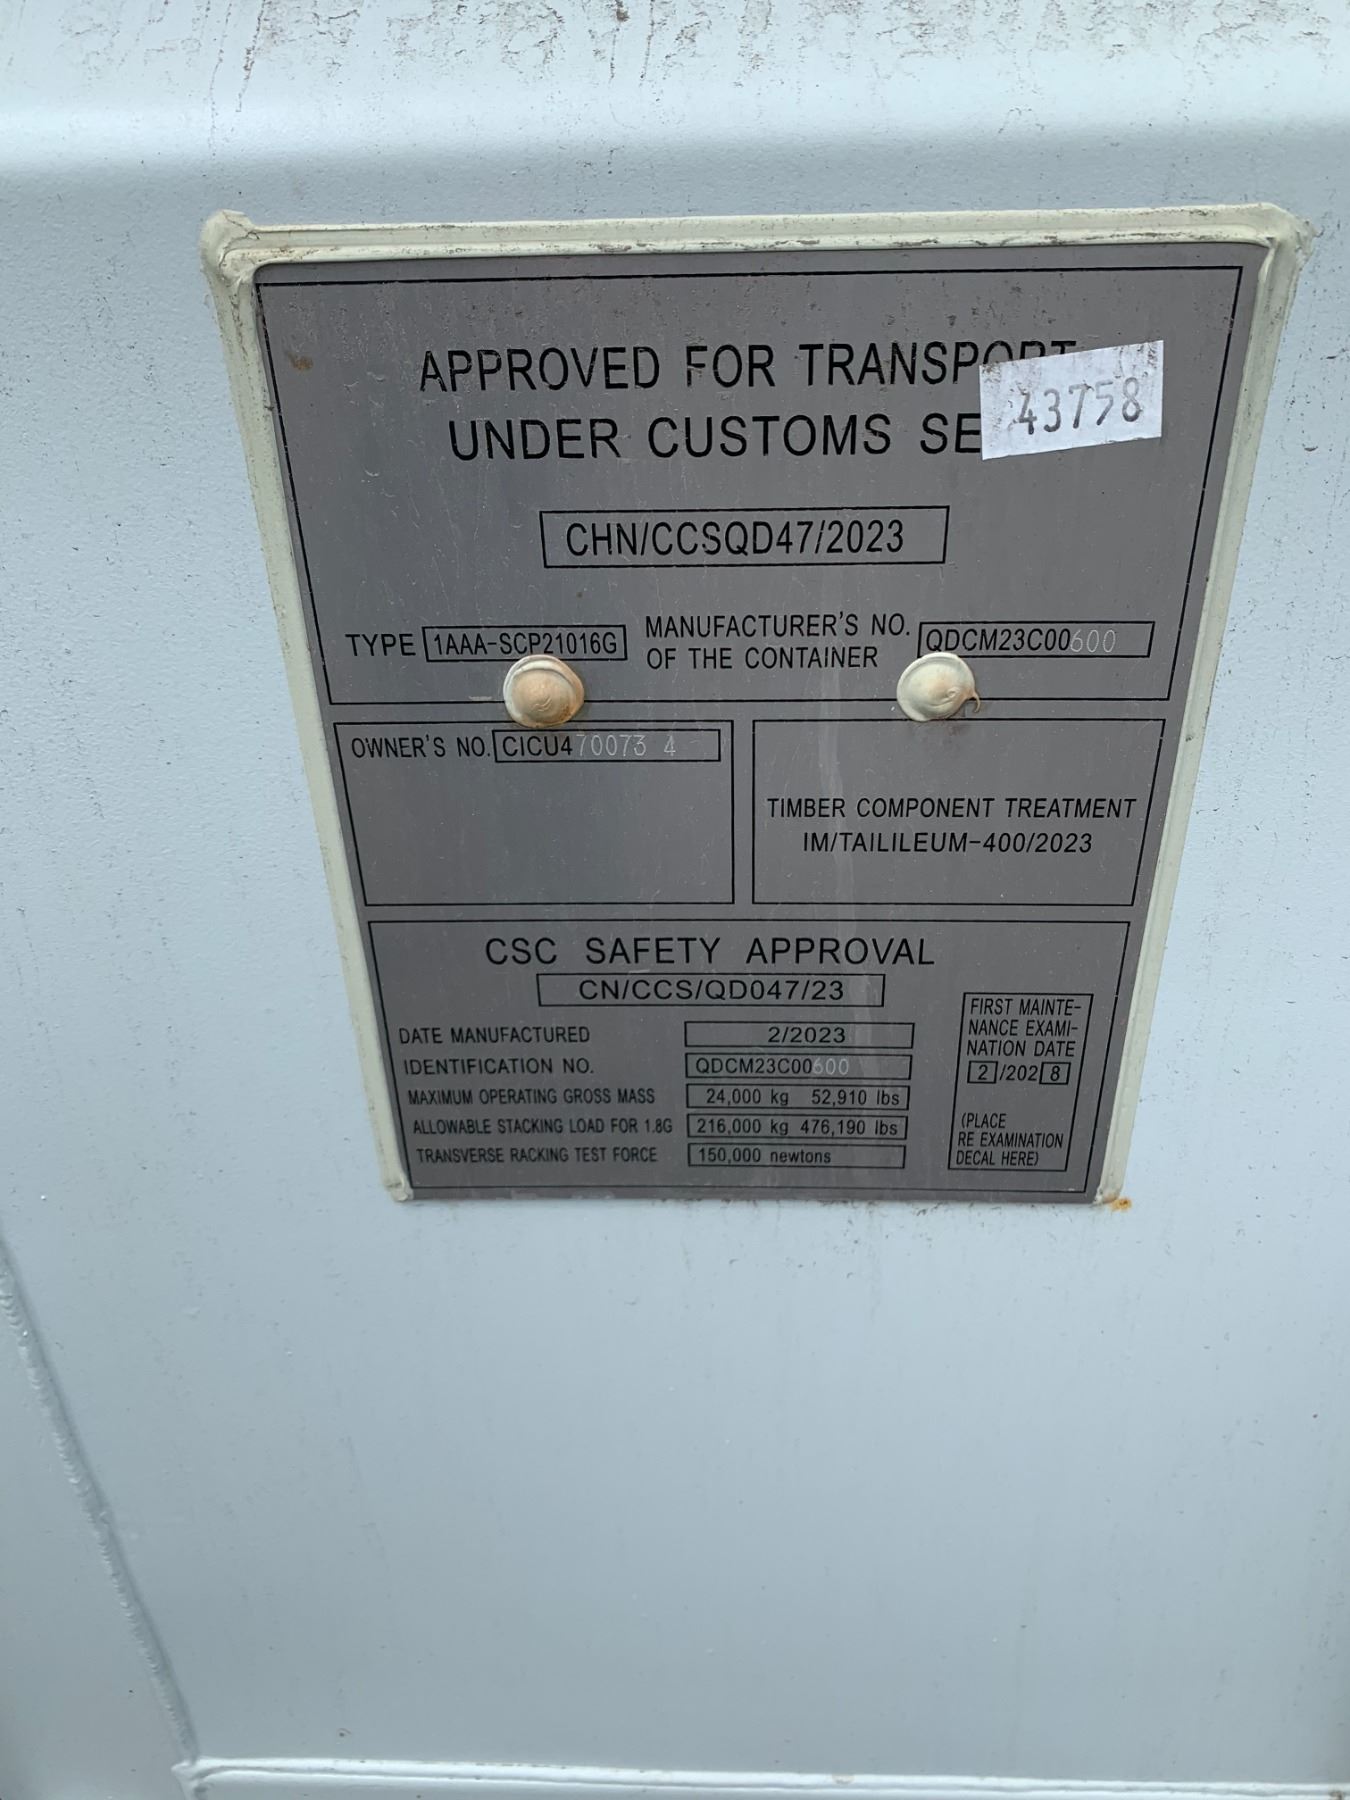 APPROVED FOR TRANSPORT
43758
UNDER CUSTOMS SE
CHN/CCSQD47/2023
TYPE 1AAA-SCP21016G MANUFACTURER'S NO. OF THE CONTAINER QDCM23C00600
OWNER'S NO. CICU470073 4
TIMBER COMPONENT TREATMENT
IM/TAILILEUM-400/2023
CSC SAFETY APPROVAL
CN/CCS/QD047/23
DATE MANUFACTURED 2/2023
IDENTIFICATION NO. QDCM23C00600
MAXIMUM OPERATING GROSS MASS 24,000 kg 52,910 lbs
ALLOWABLE STACKING LOAD FOR 1.8G 216,000 kg 476,190 lbs
TRANSVERSE RACKING TEST FORCE 150,000 newtons
FIRST MAINTE-
NANCE EXAMI-
NATION DATE
2/2028
(PLACE
RE EXAMINATION
DECAL HERE)